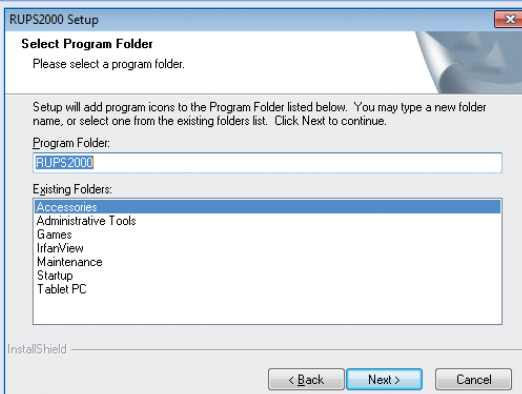 RUPS2000 Setup
Select Program Folder
Please select a program folder.
Setup will add program icons to the Program Folder listed below. You may type a new folder
name, or select one from the existing folders list. Click Next to continue.
Program Folder:
RUPS2000
Existing Folders:
Accessories
Administrative Tools
Games
IrfanView
Maintenance
Startup
Tablet PC
InstallShield
< Back
Next >
Cancel